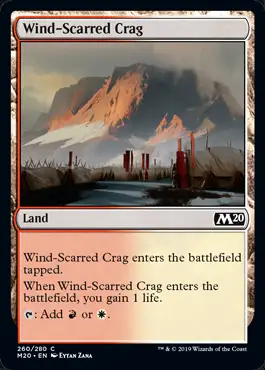 Wind-Scarred Crag
Land
M20
Wind-Scarred Crag enters the battlefield
tapped.
When Wind-Scarred Crag enters the
battlefield, you gain 1 life.
: Add or .
260/280 C
M20 • EN Eytan Zana
™ & © 2019 Wizards of the Coast